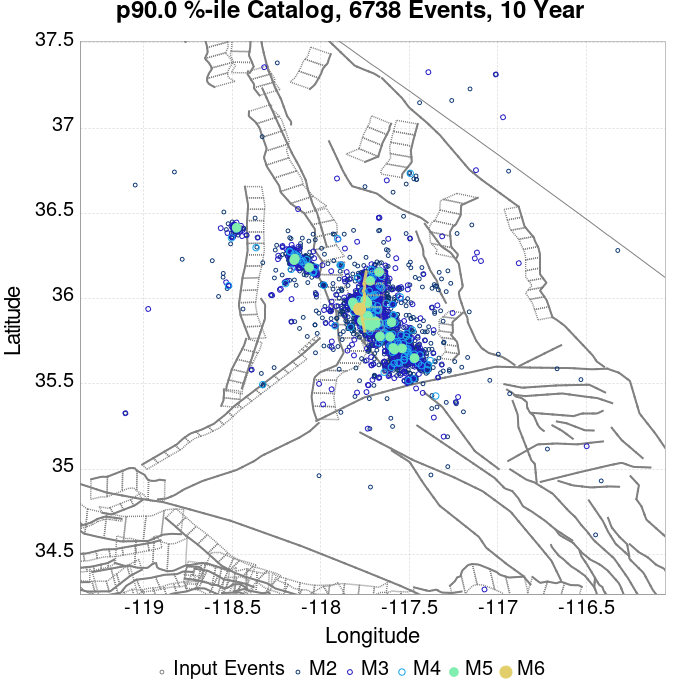 p90.0 %-ile Catalog, 6738 Events, 10 Year
37.5
37
36.5
36
35.5
35
34.5
Latitude
-119 -118.5 -118 -117.5 -117 -116.5
Longitude
Input Events M2 M3 M4 M5 M6